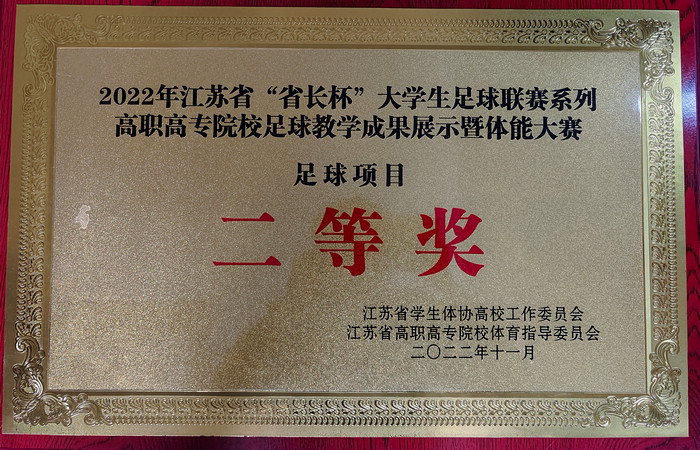 2022年江苏省“省长杯”大学生足球联赛系列
高职高专院校足球教学成果展示暨体能大赛
足球项目
二等奖
江苏省学生体协高校工作委员会
江苏省高职高专院校体育指导委员会
二〇二二年十一月